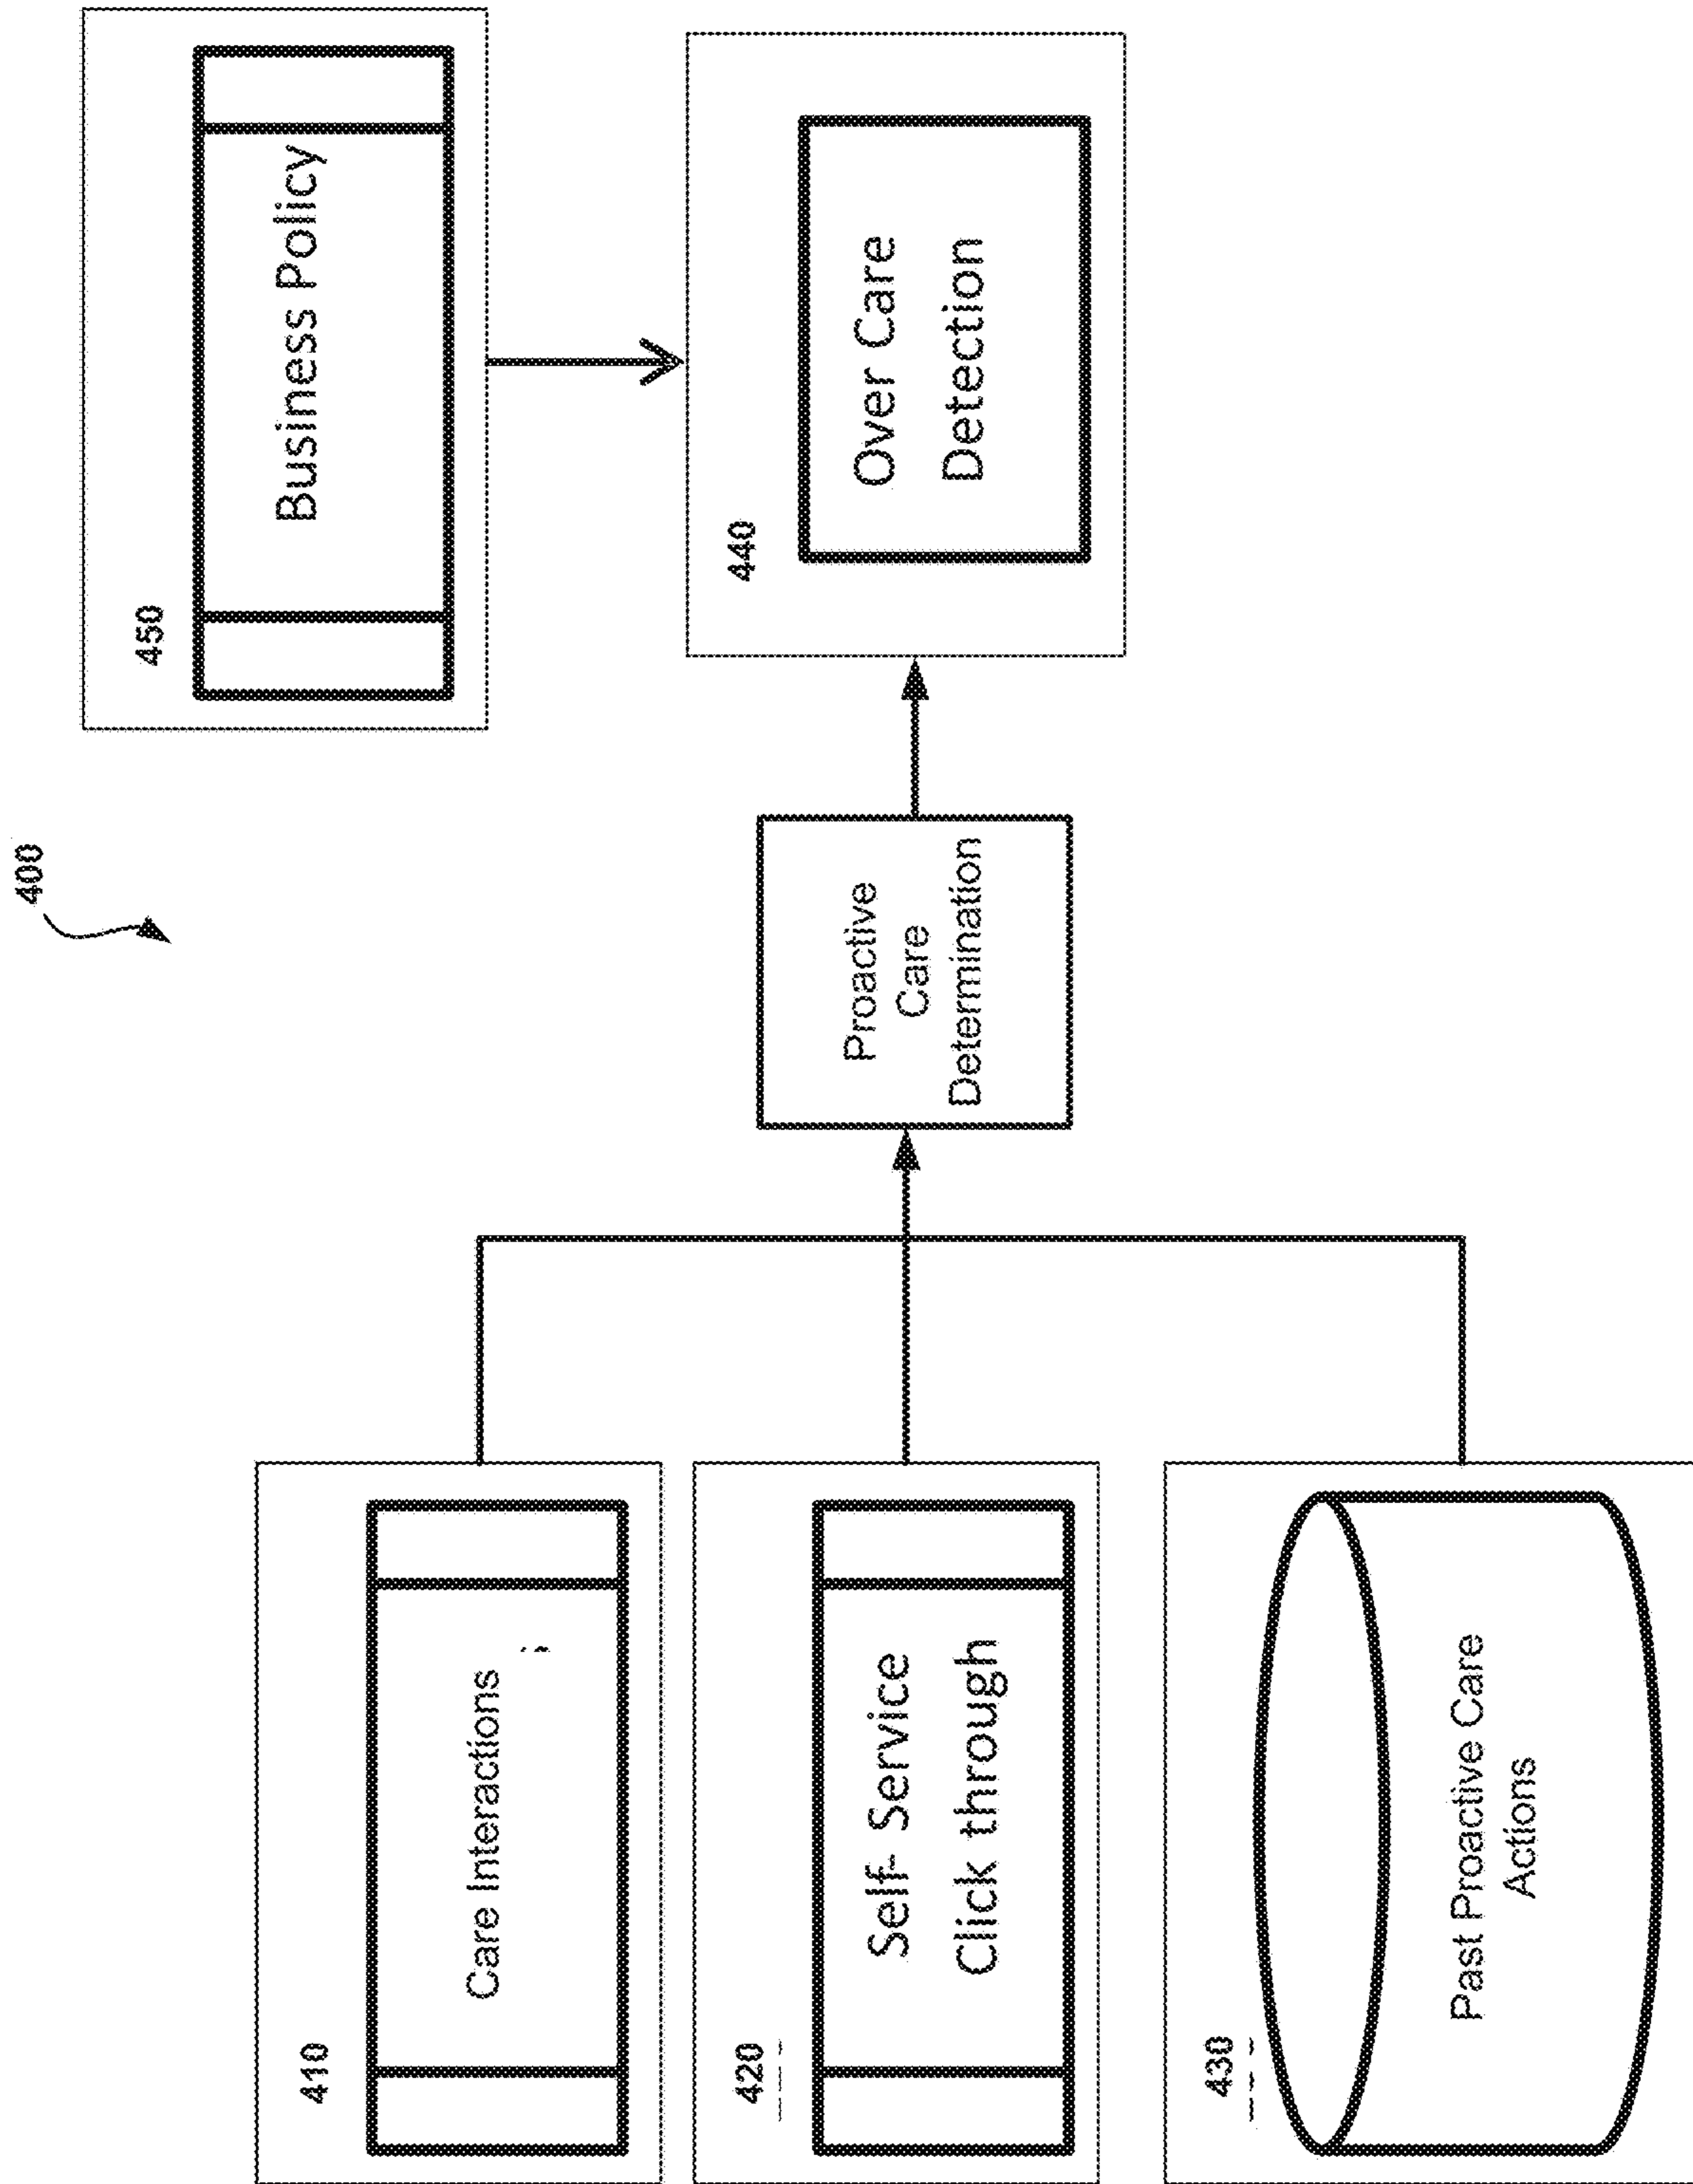 400
450
Business Policy
410
Care Interactions
420
Self- Service
Click through
430
Past Proactive Care
Actions
Proactive
Care
Determination
440
Over Care
Detection